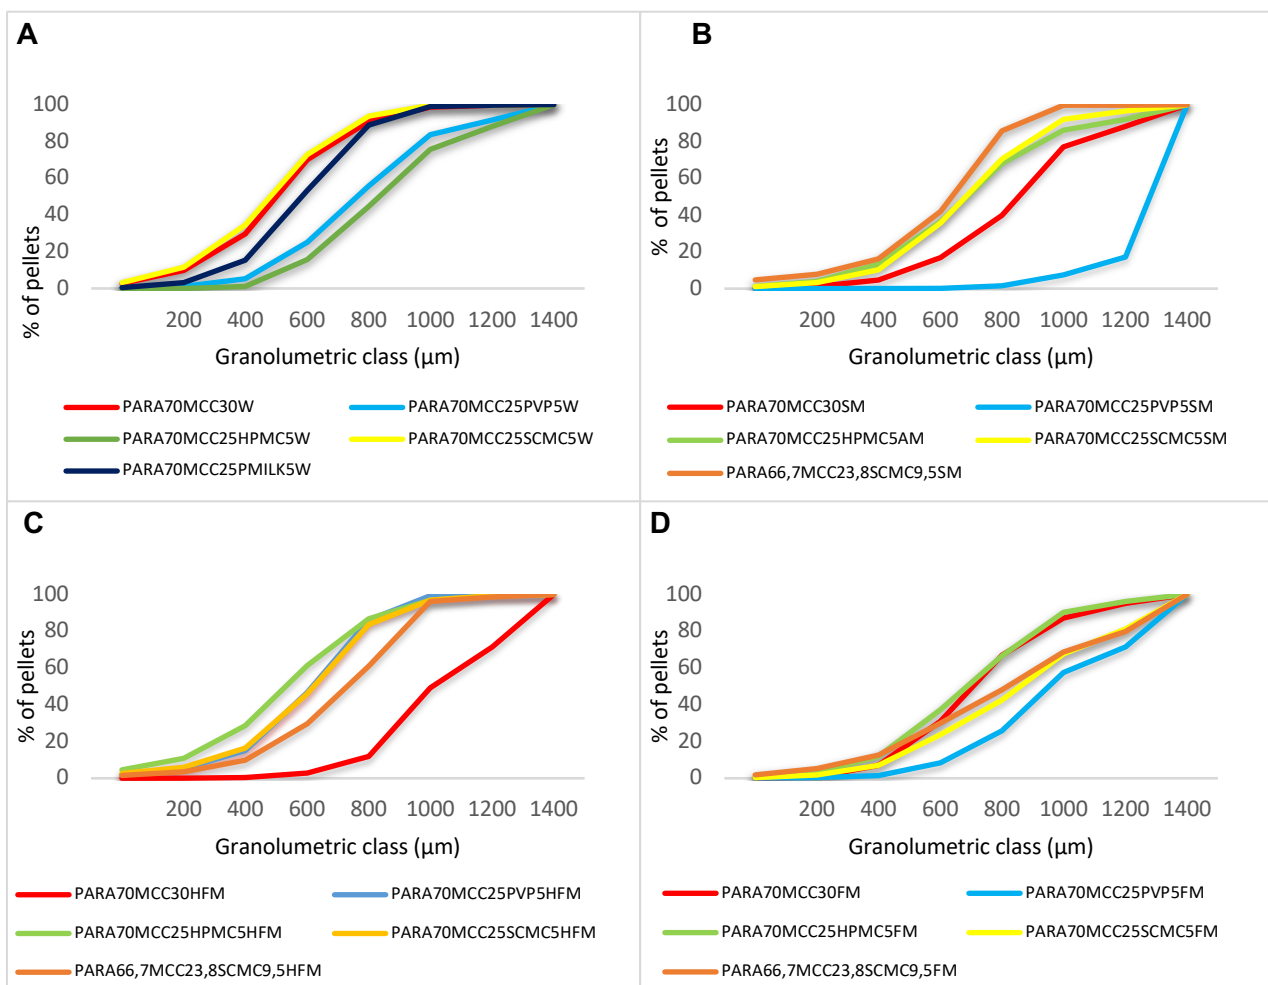 A
100
80
60
40
20
0
% of pellets
200 400 600 800 1000 1200 1400
Granolumetric class (µm)
PARA70MCC30W PARA70MCC25PVP5W
PARA70MCC25HPMC5W PARA70MCC25SCMC5W
PARA70MCC25PMILK5W
B
100
80
60
40
20
0
% of pellets
200 400 600 800 1000 1200 1400
Granolumetric class (µm)
PARA70MCC30SM PARA70MCC25PVP5SM
PARA70MCC25HPMC5AM PARA70MCC25SCMC5SM
PARA66,7MCC23,8SCMC9,5SM
C
100
80
60
40
20
0
% of pellets
200 400 600 800 1000 1200 1400
Granolumetric class (µm)
PARA70MCC30HFM PARA70MCC25PVP5HFM
PARA70MCC25HPMC5HFM PARA70MCC25SCMC5HFM
PARA66,7MCC23,8SCMC9,5HFM
D
100
80
60
40
20
0
% of pellets
200 400 600 800 1000 1200 1400
Granolumetric class (µm)
PARA70MCC30FM PARA70MCC25PVP5FM
PARA70MCC25HPMC5FM PARA70MCC25SCMC5FM
PARA66,7MCC23,8SCMC9,5FM